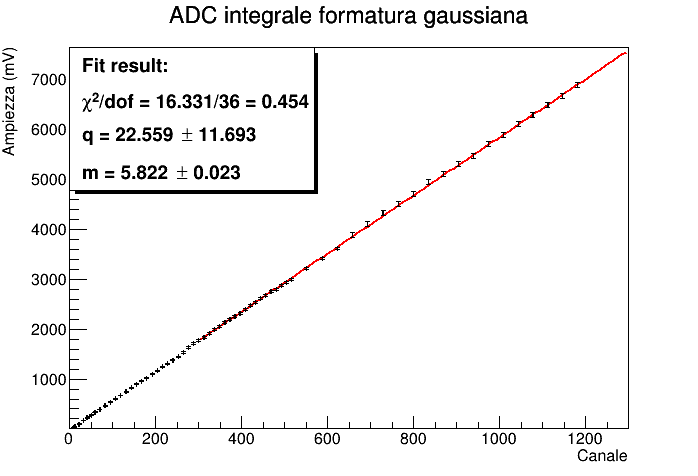 ADC integrale formatura gaussiana
Ampiezza (mV)
Fit result:
χ²/dof = 16.331/36 = 0.454
q = 22.559 ± 11.693
m = 5.822 ± 0.023
7000
6000
5000
4000
3000
2000
1000
0 200 400 600 800 1000 1200
Canale